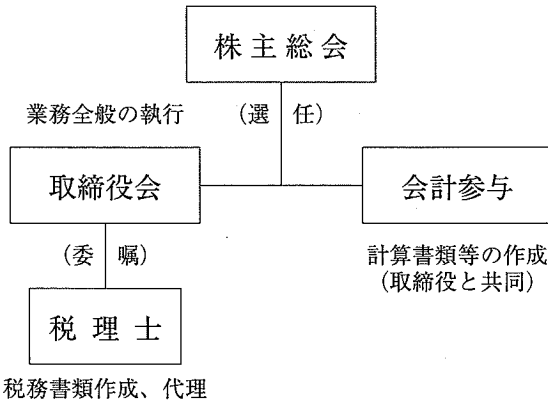 株主総会
業務全般の執行
(選任)
取締役会
会計参与
(委嘱)
計算書類等の作成
(取締役と共同)
税理士
税務書類作成、代理